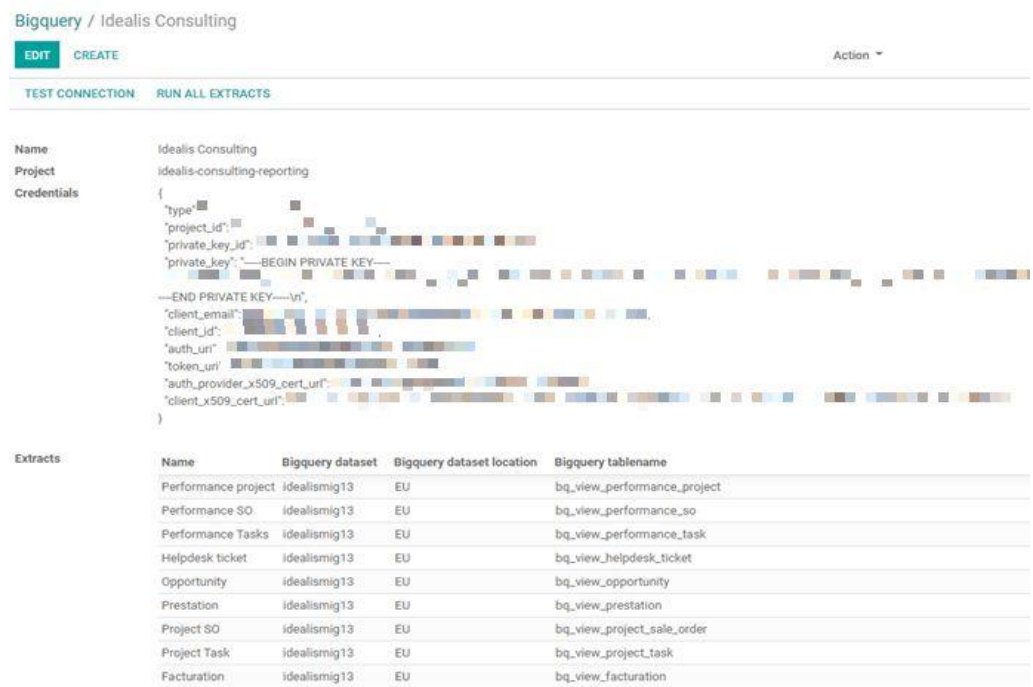 Bigquery / Idealis Consulting
EDIT CREATE Action
TEST CONNECTION RUN ALL EXTRACTS
Name Idealis Consulting
Project idealis-consulting-reporting
Credentials {
"type"
"project_id":
"private_key_id":
"private_key": "-----BEGIN PRIVATE KEY-----
----END PRIVATE KEY-----\n",
"client_email": ,
"client_id": ,
"auth_uri"
"token_uri'
"auth_provider_x509_cert_url":
"client_x509_cert_url":
}
Extracts Name Bigquery dataset Bigquery dataset location Bigquery tablename
Performance project idealismig13 EU bq_view_performance_project
Performance SO idealismig13 EU bq_view_performance_so
Performance Tasks idealismig13 EU bq_view_performance_task
Helpdesk ticket idealismig13 EU bq_view_helpdesk_ticket
Opportunity idealismig13 EU bq_view_opportunity
Prestation idealismig13 EU bq_view_prestation
Project SO idealismig13 EU bq_view_project_sale_order
Project Task idealismig13 EU bq_view_project_task
Facturation idealismig13 EU bq_view_facturation